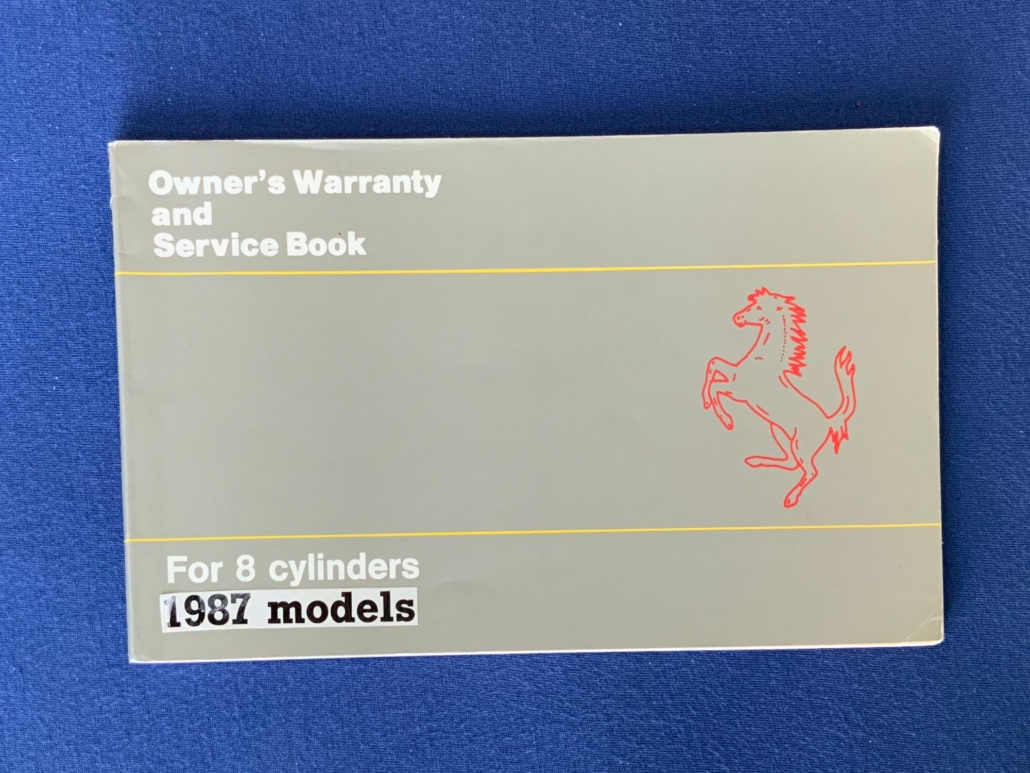 Owner's Warranty
and
Service Book
For 8 cylinders
1987 models